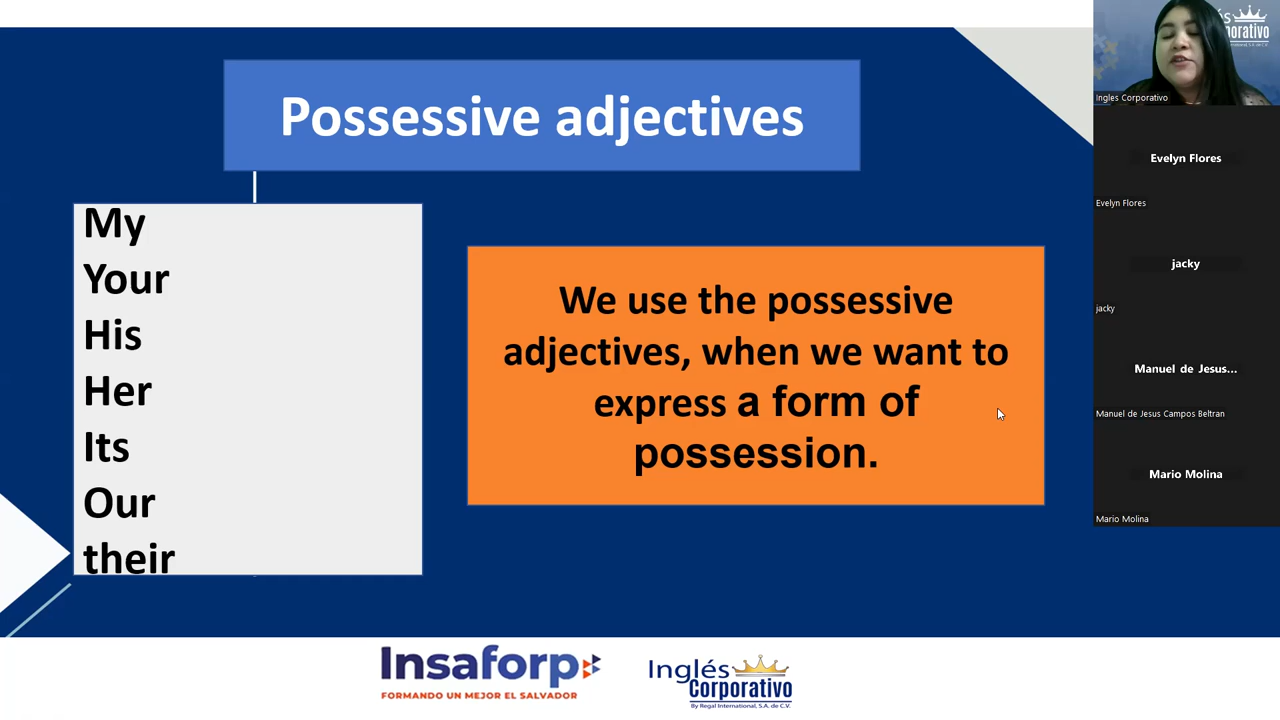 Possessive adjectives
My
Your
His
Her
Its
Our
their
We use the possessive
adjectives, when we want to
express a form of
possession.
Insaforp
FORMANDO UN MEJOR EL SALVADOR
Inglés
Corporativo
By Regal International, S.A. de C.V.
s
orativo
Ingles Corporativo
Evelyn Flores
Evelyn Flores
jacky
jacky
Manuel de Jesus...
Manuel de Jesus Campos Beltran
Mario Molina
Mario Molina